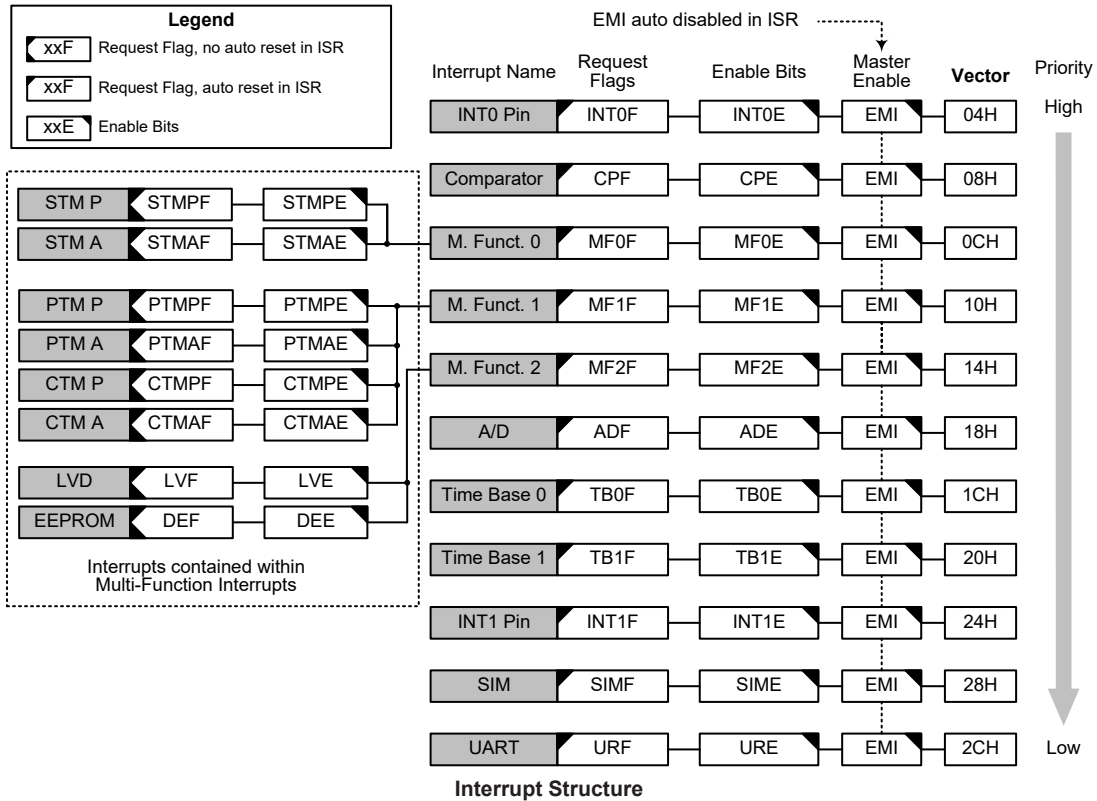 Legend
xxF Request Flag, no auto reset in ISR
xxF Request Flag, auto reset in ISR
xxE Enable Bits
EMI auto disabled in ISR
Interrupt Name Request Flags Enable Bits Master Enable Vector Priority
INT0 Pin INT0F INT0E EMI 04H High
Comparator CPF CPE EMI 08H
STM P STMPF STMPE
STM A STMAF STMAE M. Funct. 0 MF0F MF0E EMI 0CH
PTM P PTMPF PTMPE M. Funct. 1 MF1F MF1E EMI 10H
PTM A PTMAF PTMAE
CTM P CTMPF CTMPE M. Funct. 2 MF2F MF2E EMI 14H
CTM A CTMAF CTMAE A/D ADF ADE EMI 18H
LVD LVF LVE Time Base 0 TB0F TB0E EMI 1CH
EEPROM DEF DEE
Interrupts contained within
Multi-Function Interrupts
Time Base 1 TB1F TB1E EMI 20H
INT1 Pin INT1F INT1E EMI 24H
SIM SIMF SIME EMI 28H
UART URF URE EMI 2CH Low
Interrupt Structure